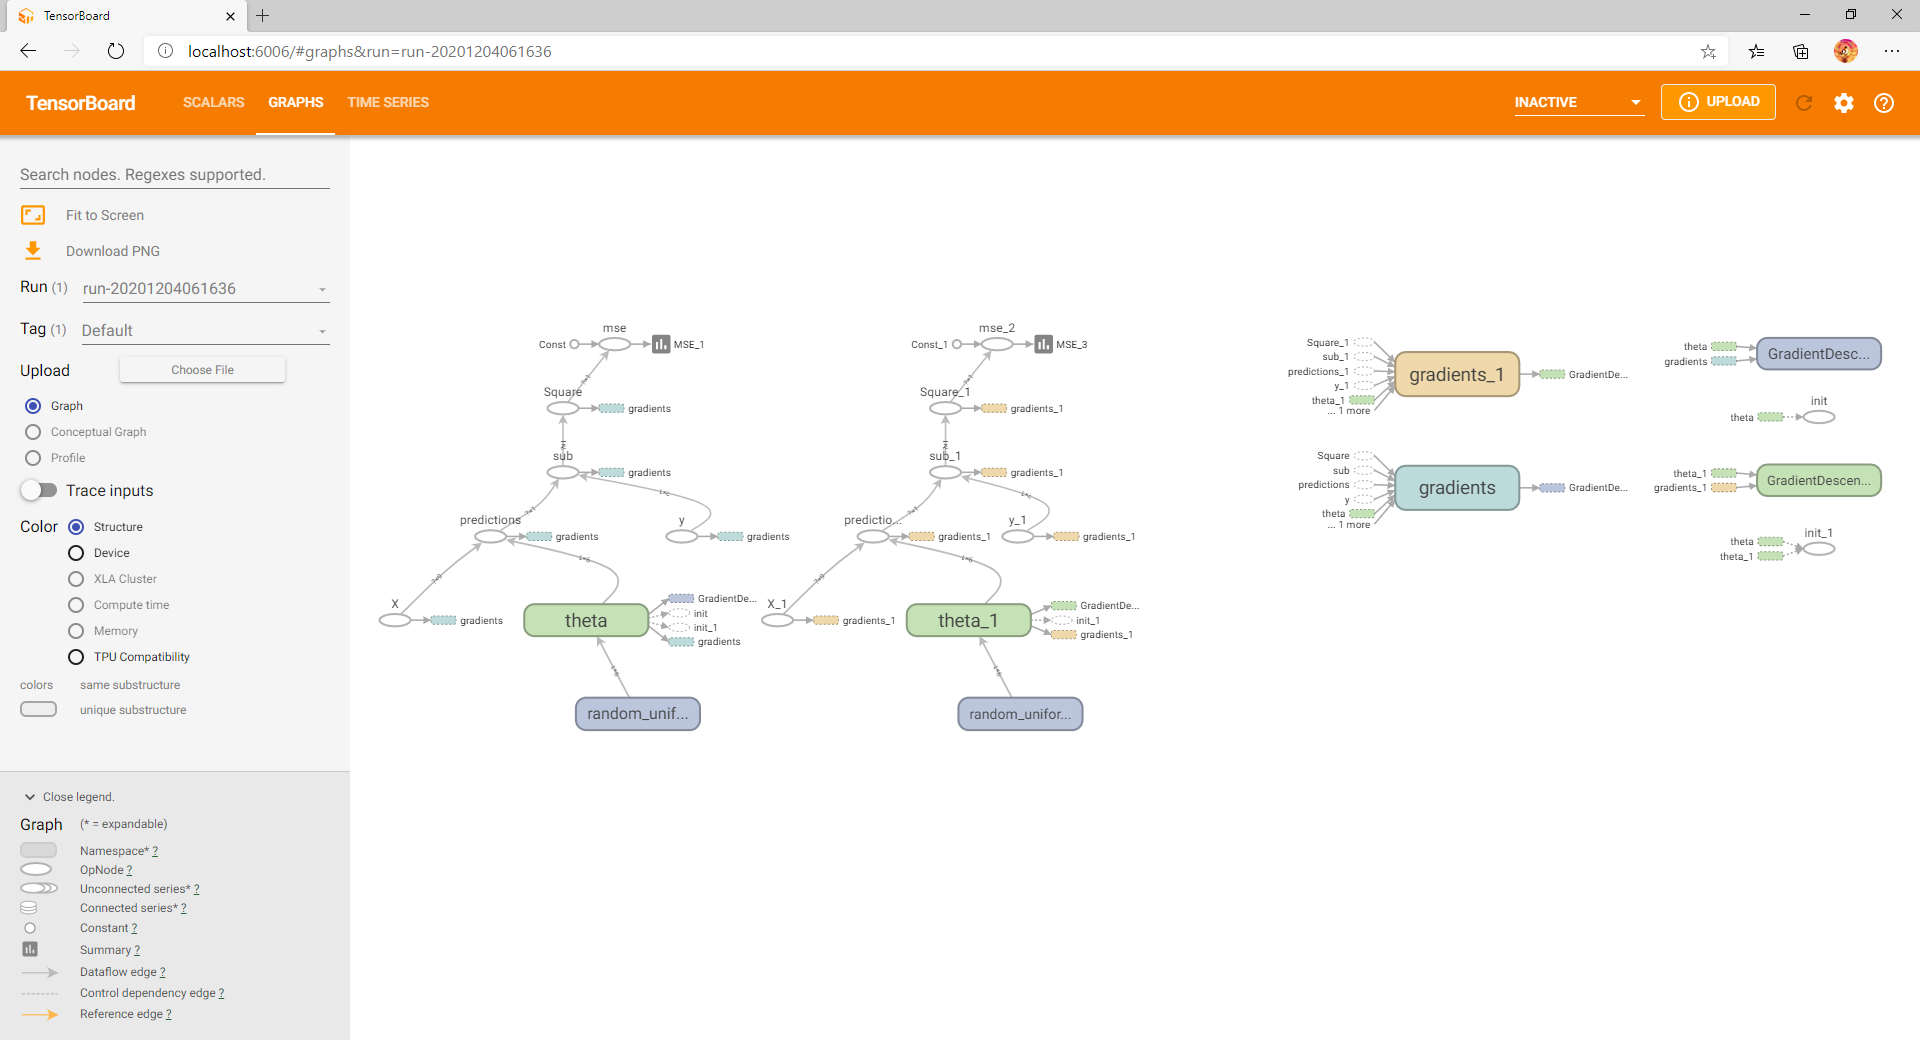 TensorBoard
localhost:6006/#graphs&run=run-20201204061636
TensorBoard SCALARS GRAPHS TIME SERIES INACTIVE UPLOAD
Search nodes. Regexes supported.
Fit to Screen
Download PNG
Run (1) run-20201204061636
Tag (1) Default
Upload Choose File
Graph
Conceptual Graph
Profile
Trace inputs
Color Structure
Device
XLA Cluster
Compute time
Memory
TPU Compatibility
colors same substructure
unique substructure
Close legend.
Graph (* = expandable)
Namespace* ?
OpNode ?
Unconnected series* ?
Connected series* ?
Constant ?
Summary ?
Dataflow edge ?
Control dependency edge ?
Reference edge ?
mse
Const MSE_1
Square
gradients
sub
gradients
predictions
gradients
y
gradients
X
gradients
theta
GradientDe...
init
init_1
gradients
random_unif...
mse_2
Const_1 MSE_3
Square_1
gradients_1
sub_1
gradients_1
predictio...
gradients_1
y_1
gradients_1
X_1
gradients_1
theta_1
GradientDe...
init_1
gradients_1
random_unifor...
Square_1
sub_1
predictions_1
y_1
theta_1
... 1 more
gradients_1
GradientDe...
Square
sub
predictions
y
theta
... 1 more
gradients
GradientDe...
theta
gradients
GradientDesc...
init
theta
theta_1
gradients_1
GradientDescen...
init_1
theta
theta_1